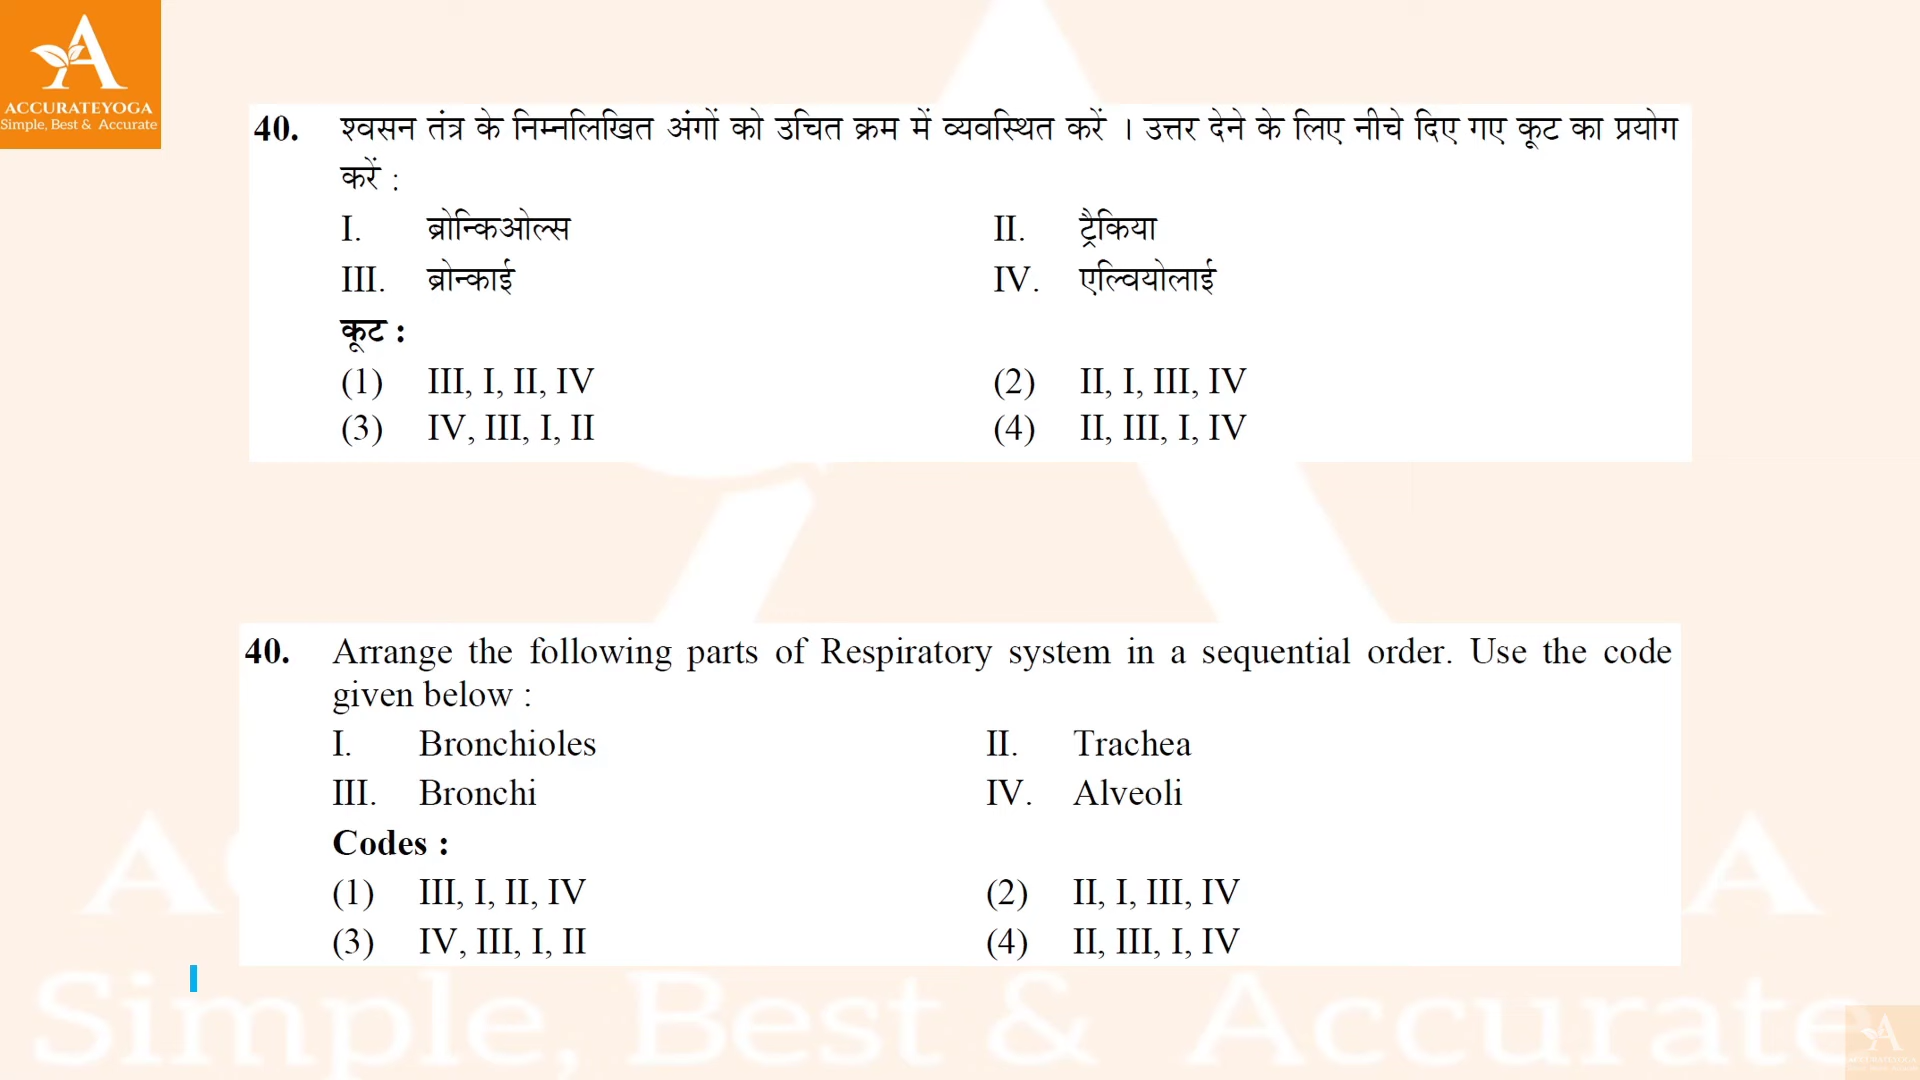 A
ACCURATEYOGA
Simple, Best & Accurate
40. श्वसन तंत्र के निम्नलिखित अंगों को उचित क्रम में व्यवस्थित करें । उत्तर देने के लिए नीचे दिए गए कूट का प्रयोग
करें :
I. ब्रोन्किओल्स II. ट्रैकिया
III. ब्रोन्काई IV. एल्वियोलाई
कूट :
(1) III, I, II, IV (2) II, I, III, IV
(3) IV, III, I, II (4) II, III, I, IV
40. Arrange the following parts of Respiratory system in a sequential order. Use the code
given below :
I. Bronchioles II. Trachea
III. Bronchi IV. Alveoli
Codes :
(1) III, I, II, IV (2) II, I, III, IV
(3) IV, III, I, II (4) II, III, I, IV
Simple, Best & Accurate
A
ACCURATEYOGA